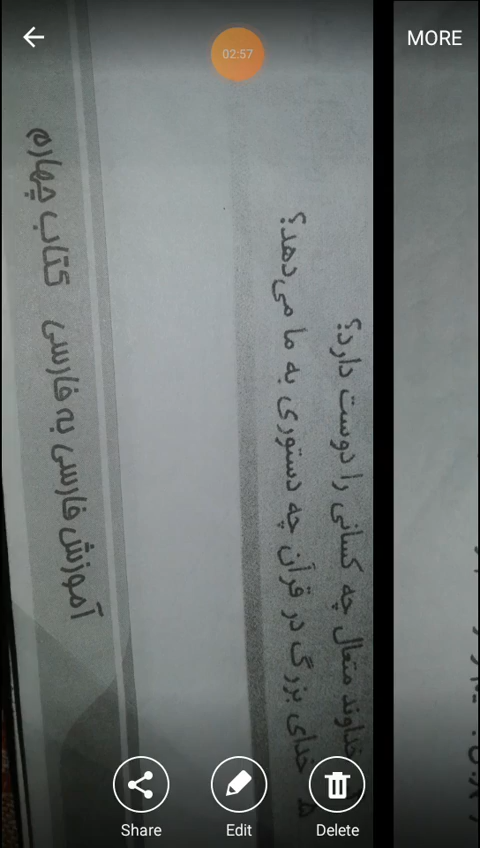 MORE
02:57
خداوند متعال چه کسانی را دوست دارد؟
۵ خدای بزرگ در قرآن چه دستوری به ما می‌دهد؟
آموزش فارسی به فارسی کتاب چهارم
Share
Edit
Delete